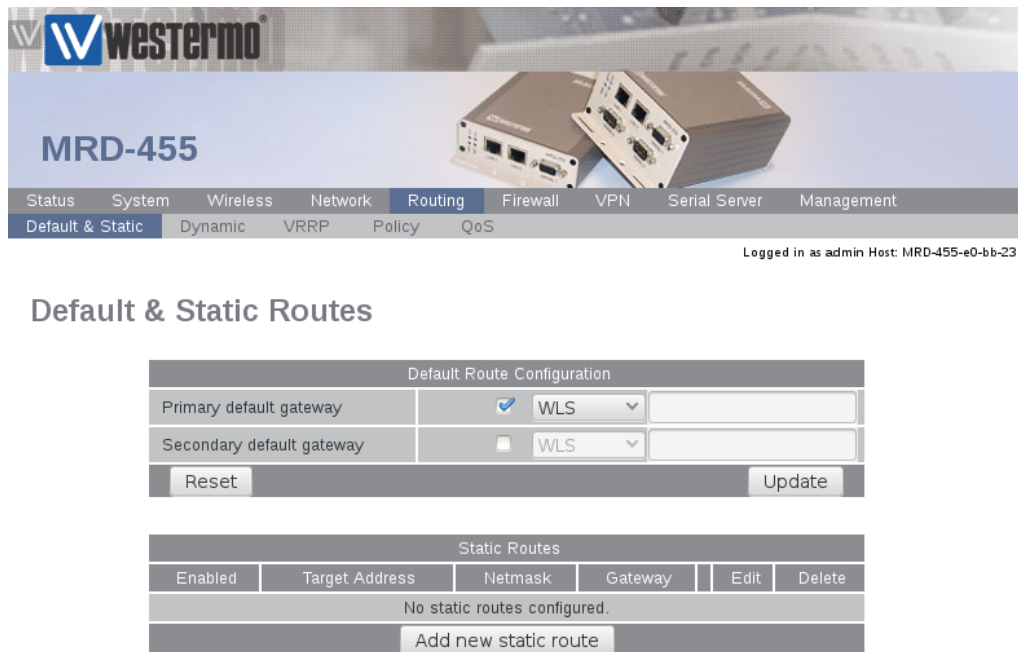 Westermo®
MRD-455
Status System Wireless Network Routing Firewall VPN Serial Server Management
Default & Static Dynamic VRRP Policy QoS
Logged in as admin Host: MRD-455-e0-bb-23
Default & Static Routes
Default Route Configuration
Primary default gateway WLS
Secondary default gateway WLS
Reset Update
Static Routes
Enabled Target Address Netmask Gateway Edit Delete
No static routes configured.
Add new static route